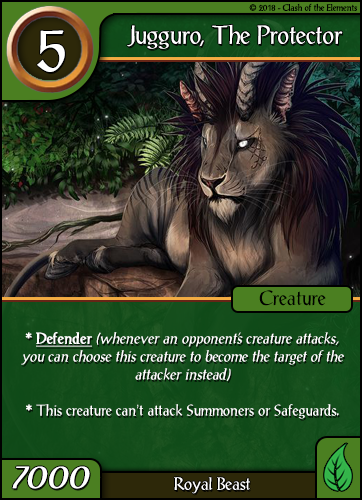 © 2018 - Clash of the Elements
5
Jugguro, The Protector
Creature
* Defender (whenever an opponent's creature attacks,
you can choose this creature to become the target of the
attacker instead)
* This creature can't attack Summoners or Safeguards.
7000
Royal Beast